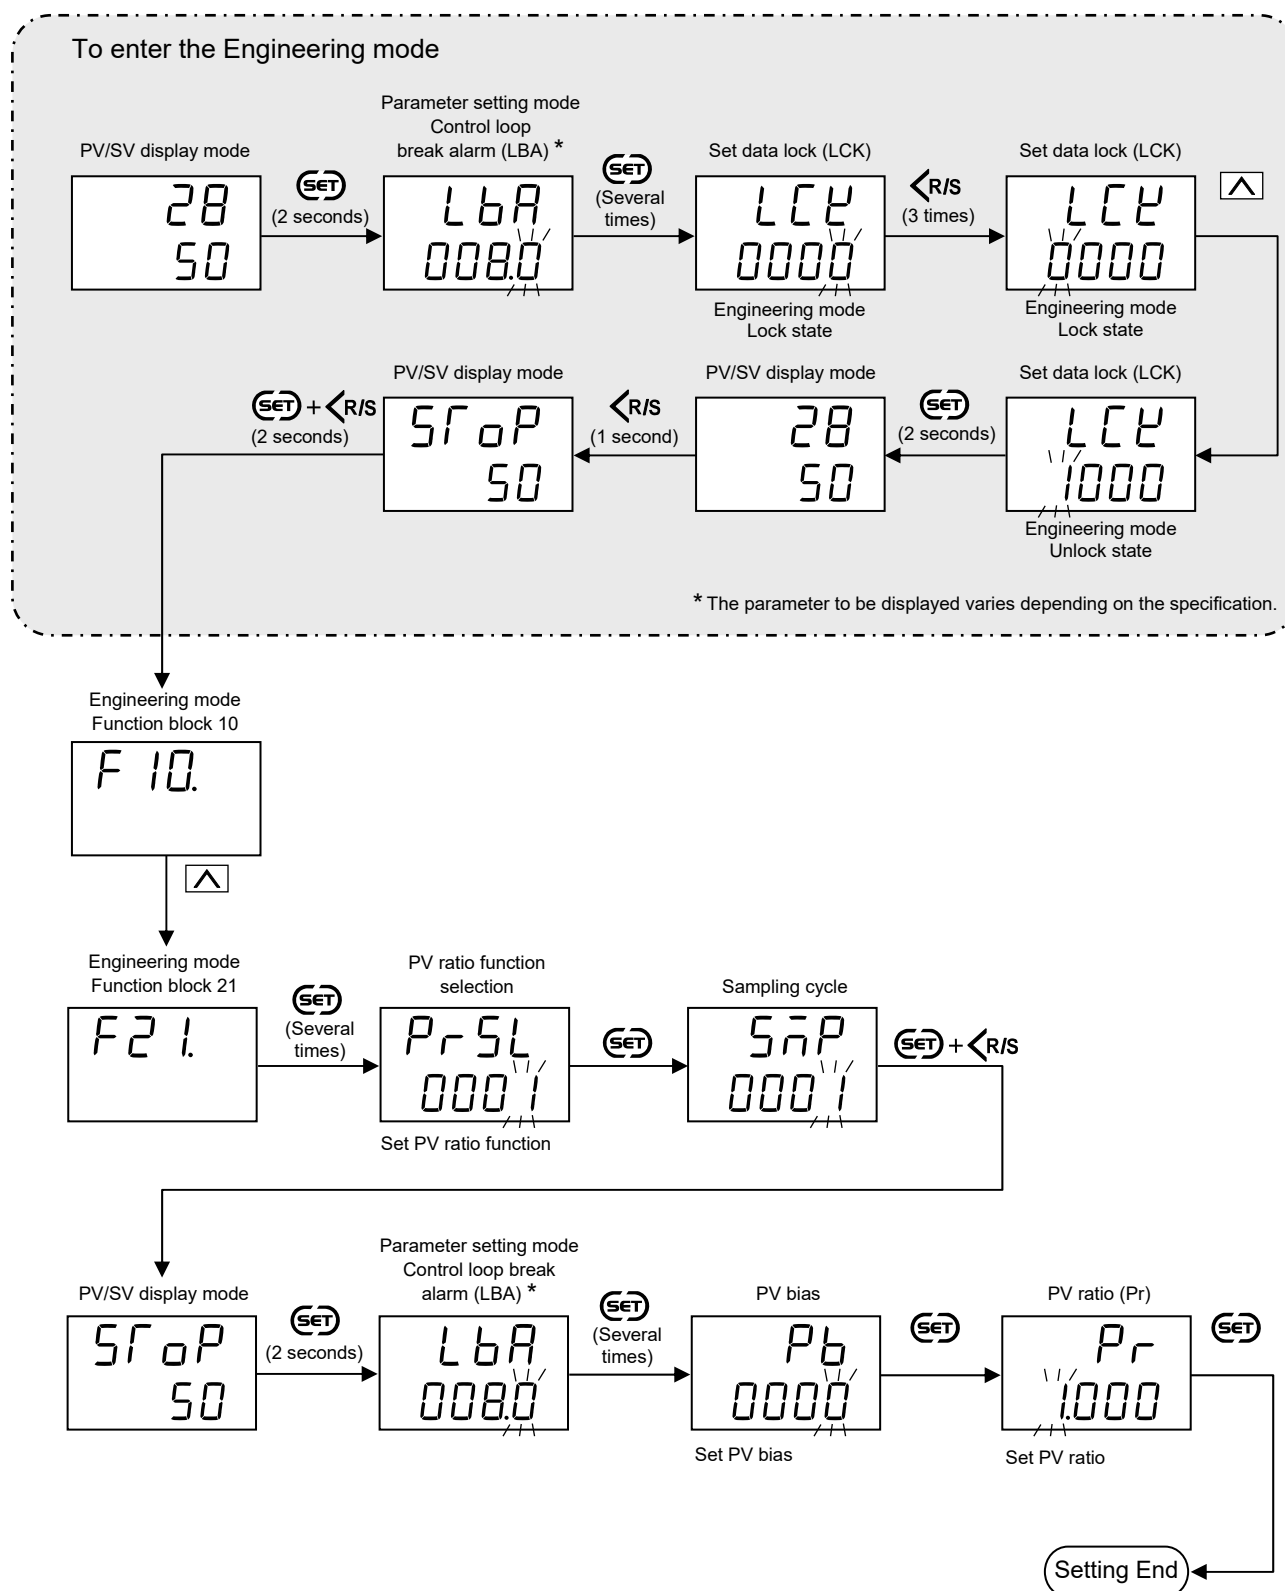 To enter the Engineering mode
Parameter setting mode
Control loop
break alarm (LBA) *
PV/SV display mode
28
50
SET
(2 seconds)
LbA
008.0
SET
(Several
times)
Set data lock (LCK)
LCK
0000
Engineering mode
Lock state
R/S
(3 times)
Set data lock (LCK)
LCK
0000
Engineering mode
Lock state
Set data lock (LCK)
LCK
1000
Engineering mode
Unlock state
SET
(2 seconds)
PV/SV display mode
28
50
R/S
(1 second)
PV/SV display mode
SToP
50
SET + R/S
(2 seconds)
* The parameter to be displayed varies depending on the specification.
Engineering mode
Function block 10
F 10.
Engineering mode
Function block 21
F21.
SET
(Several
times)
PV ratio function
selection
PrSL
0001
Set PV ratio function
SET
Sampling cycle
SMP
0001
SET + R/S
PV/SV display mode
SToP
50
SET
(2 seconds)
Parameter setting mode
Control loop break
alarm (LBA) *
LbA
008.0
SET
(Several
times)
PV bias
Pb
0000
Set PV bias
SET
PV ratio (Pr)
Pr
1.000
Set PV ratio
SET
Setting End